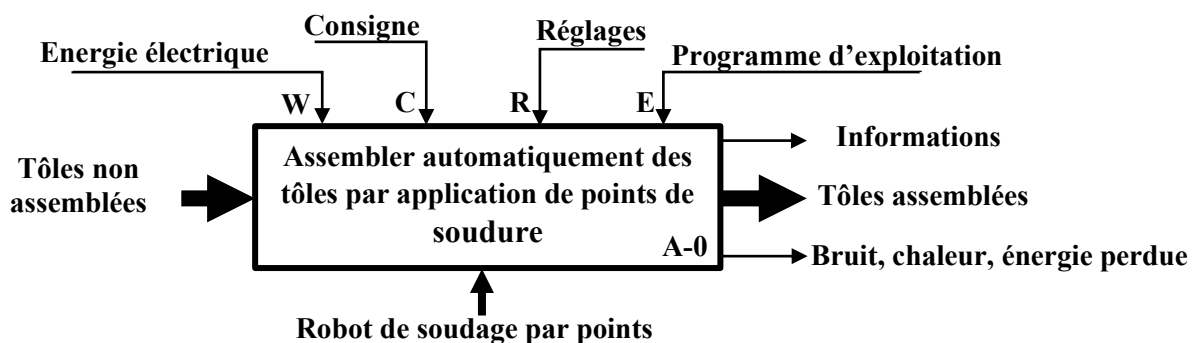 Consigne
Réglages
Energie électrique
Programme d’exploitation
W
C
R
E
Informations
Tôles non
assemblées
Assembler automatiquement des
tôles par application de points de
soudure
A-0
Tôles assemblées
Bruit, chaleur, énergie perdue
Robot de soudage par points